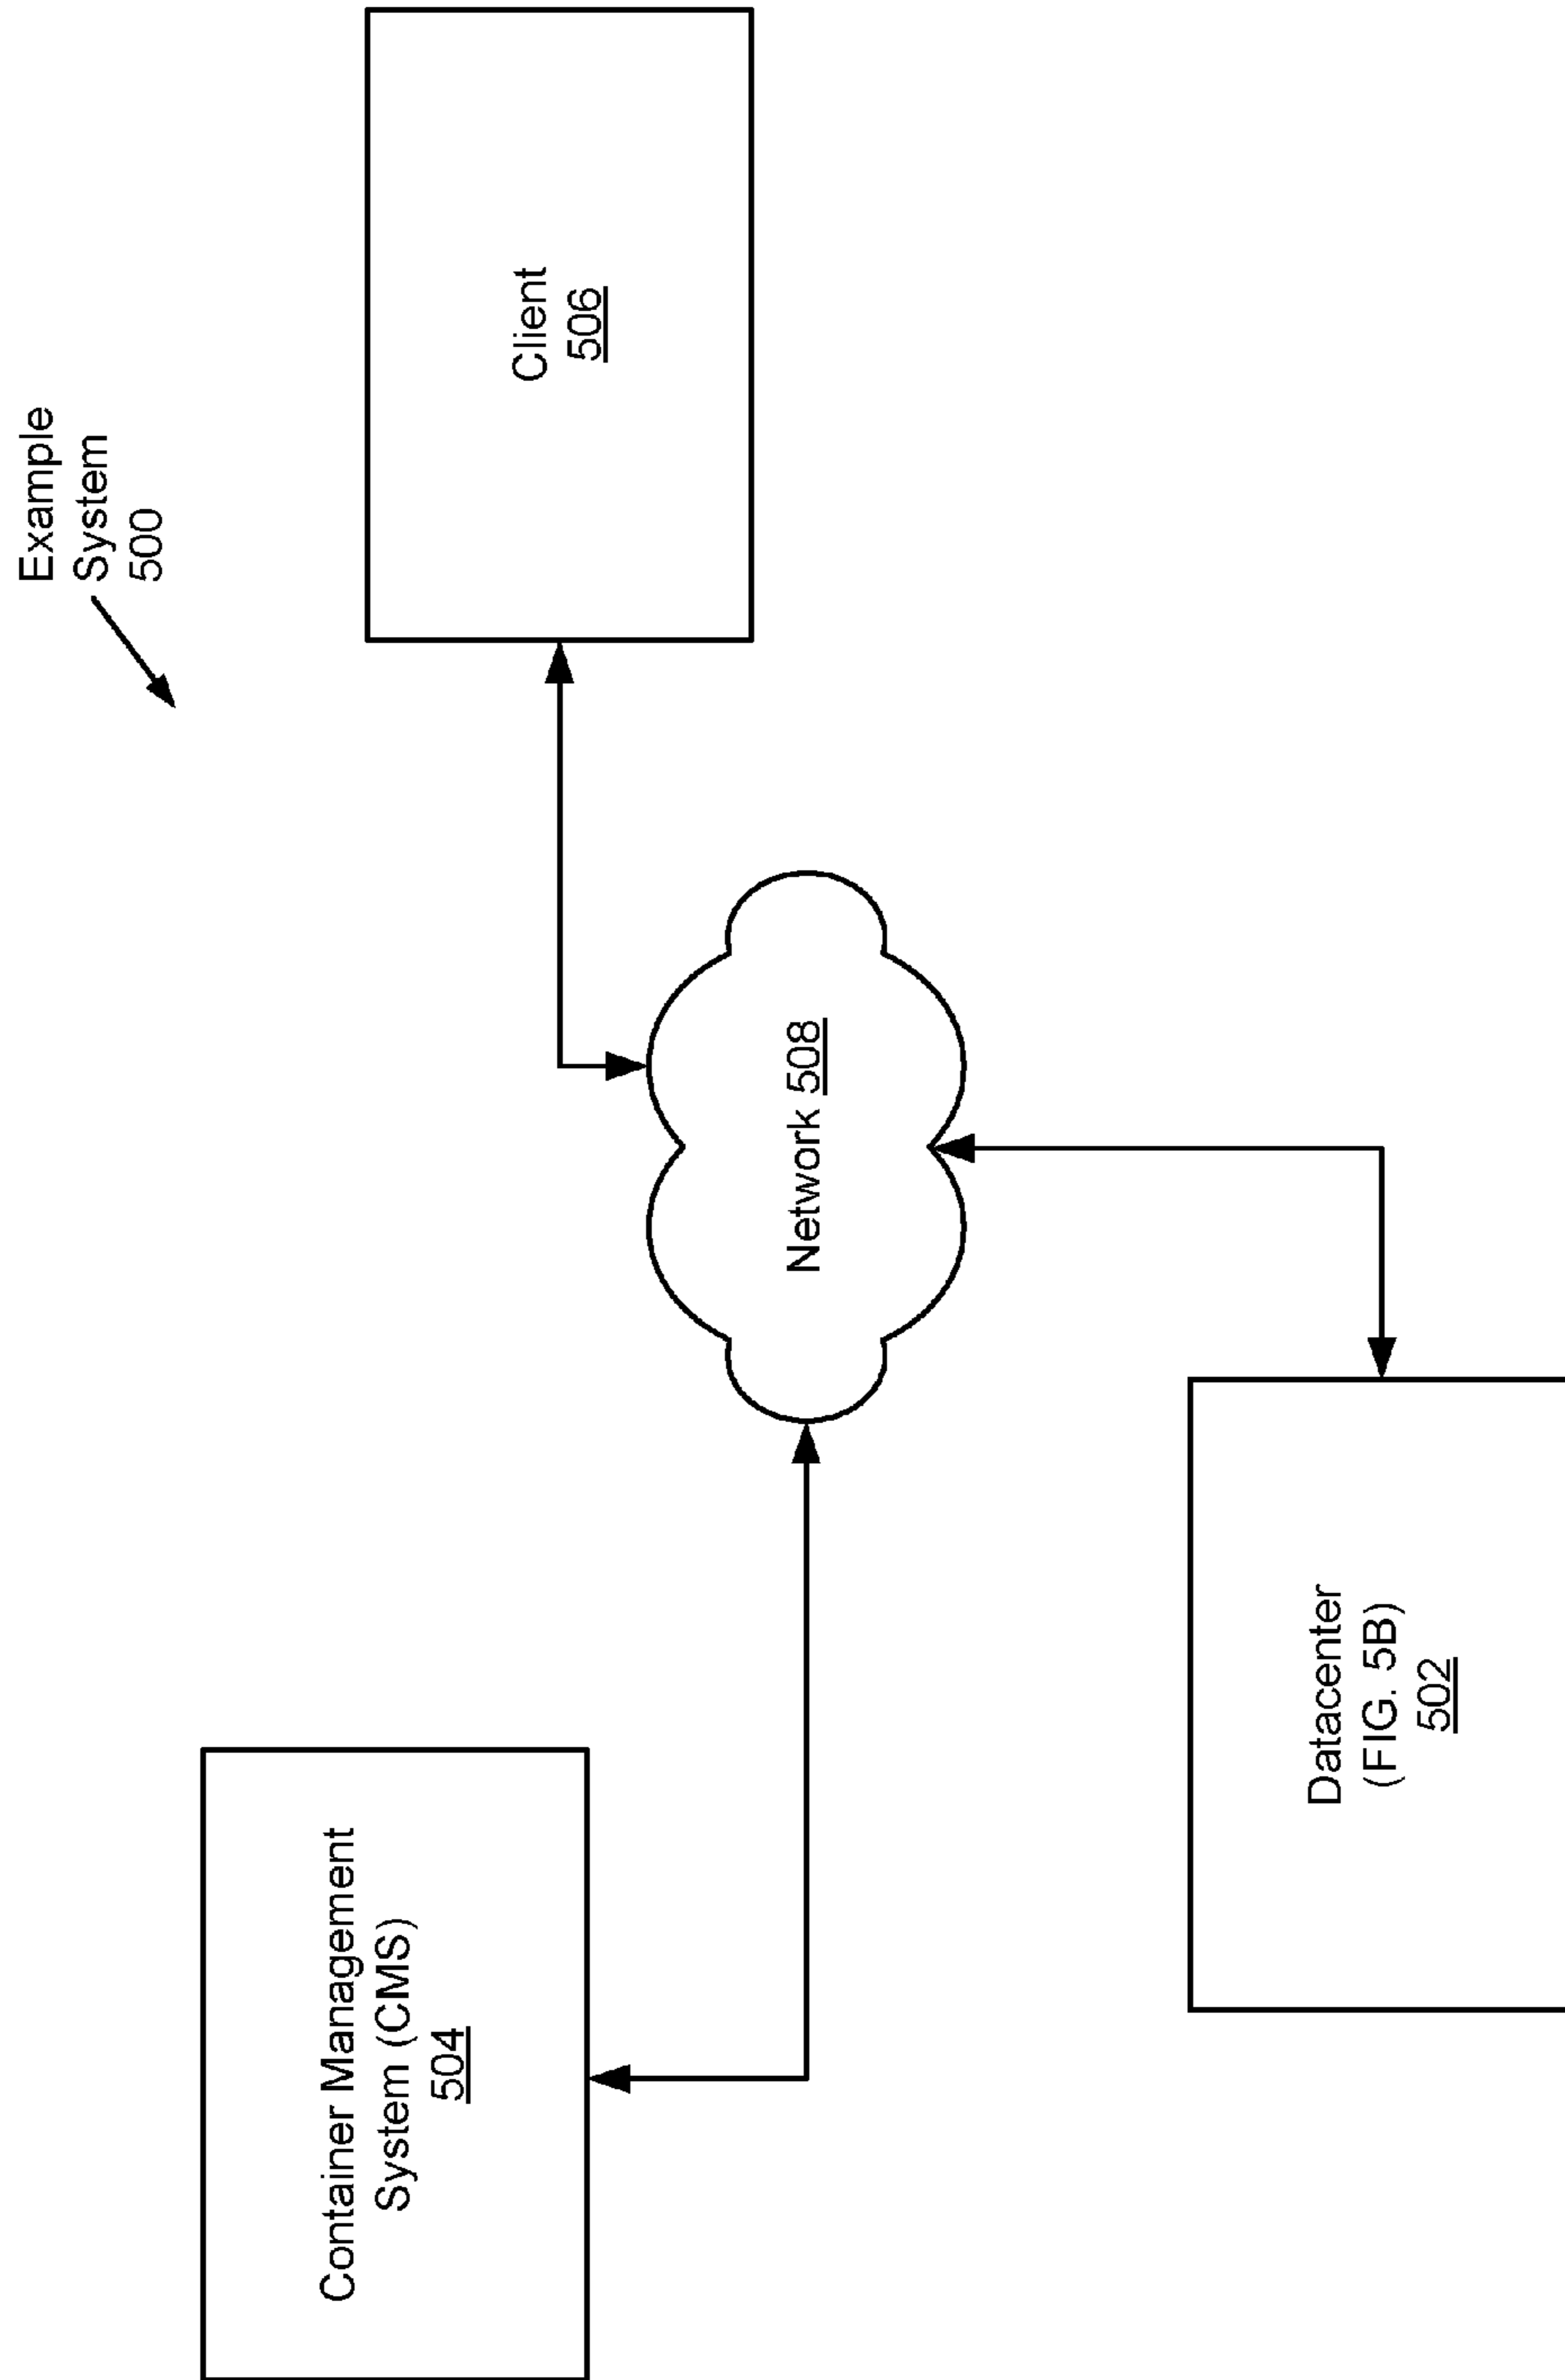 Example
System
500
Container Management
System (CMS)
504
Client
506
Network 508
Datacenter
(FIG. 5B)
502